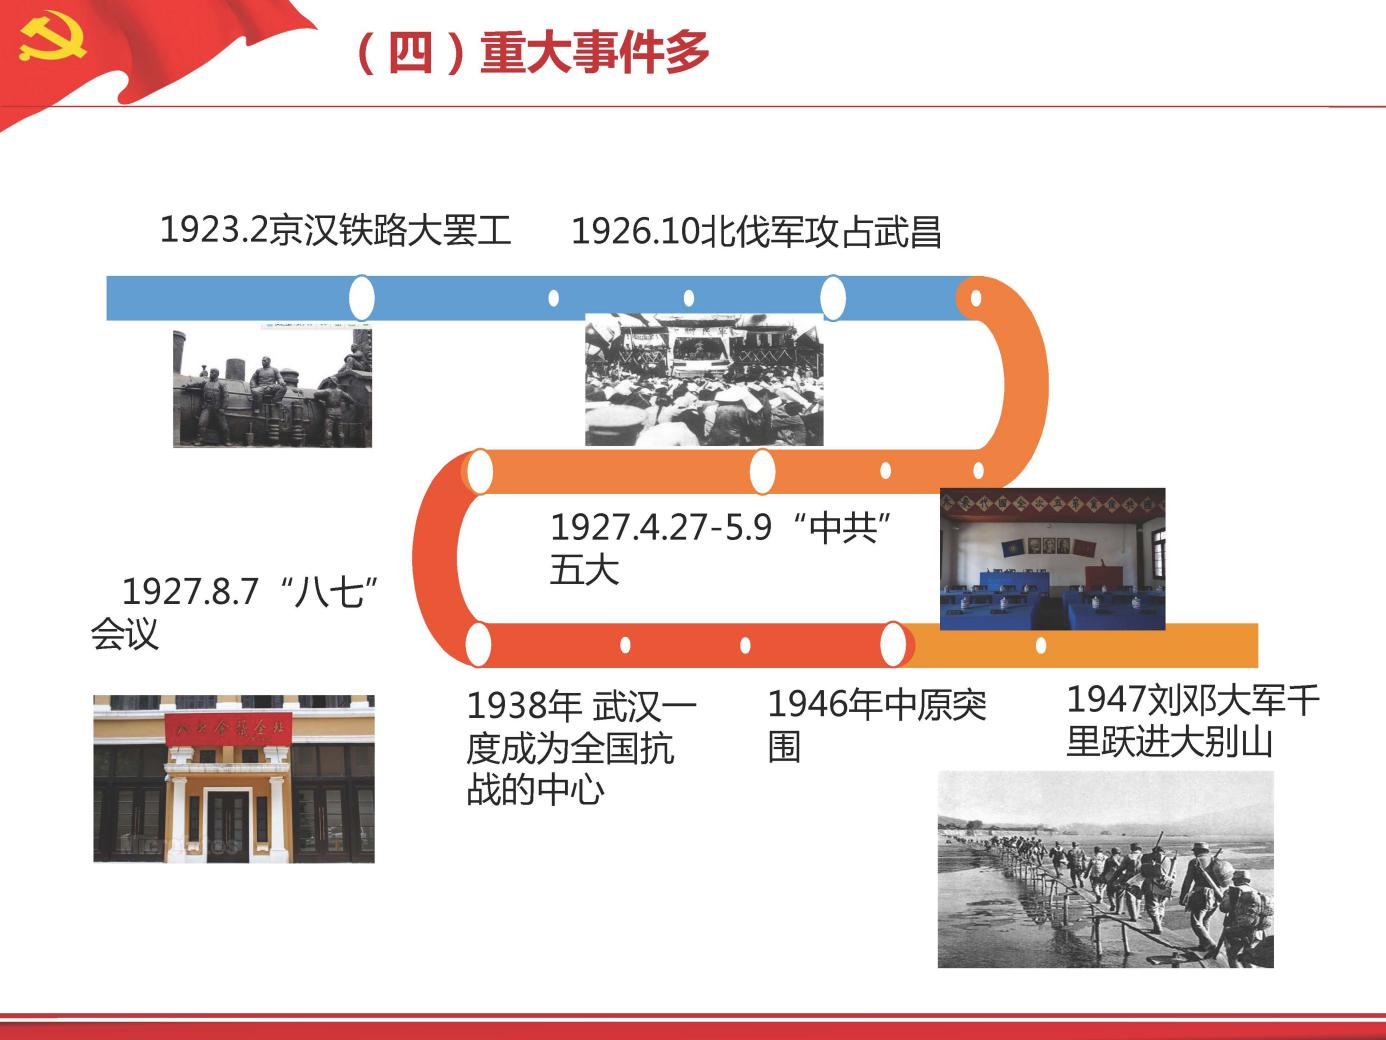 （四）重大事件多
1923.2京汉铁路大罢工
1926.10北伐军攻占武昌
1927.4.27-5.9“中共”
五大
1927.8.7“八七”
会议
1938年 武汉一
度成为全国抗
战的中心
1946年中原突
围
1947刘邓大军千
里跃进大别山